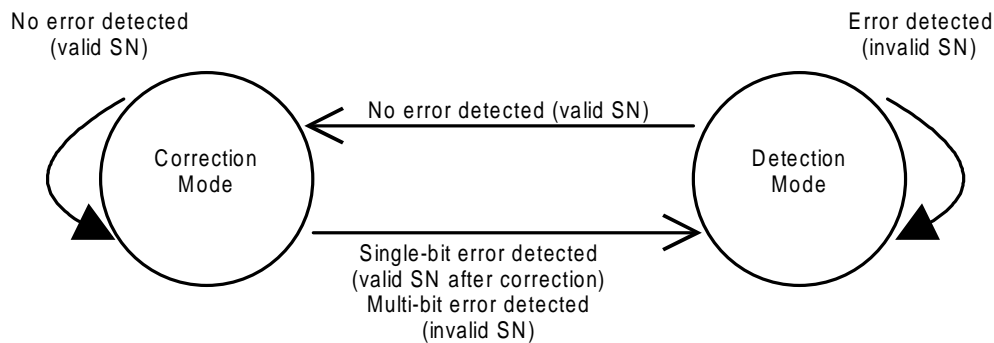 No error detected
(valid SN)
Error detected
(invalid SN)
No error detected (valid SN)
Correction
Mode
Detection
Mode
Single-bit error detected
(valid SN after correction)
Multi-bit error detected
(invalid SN)